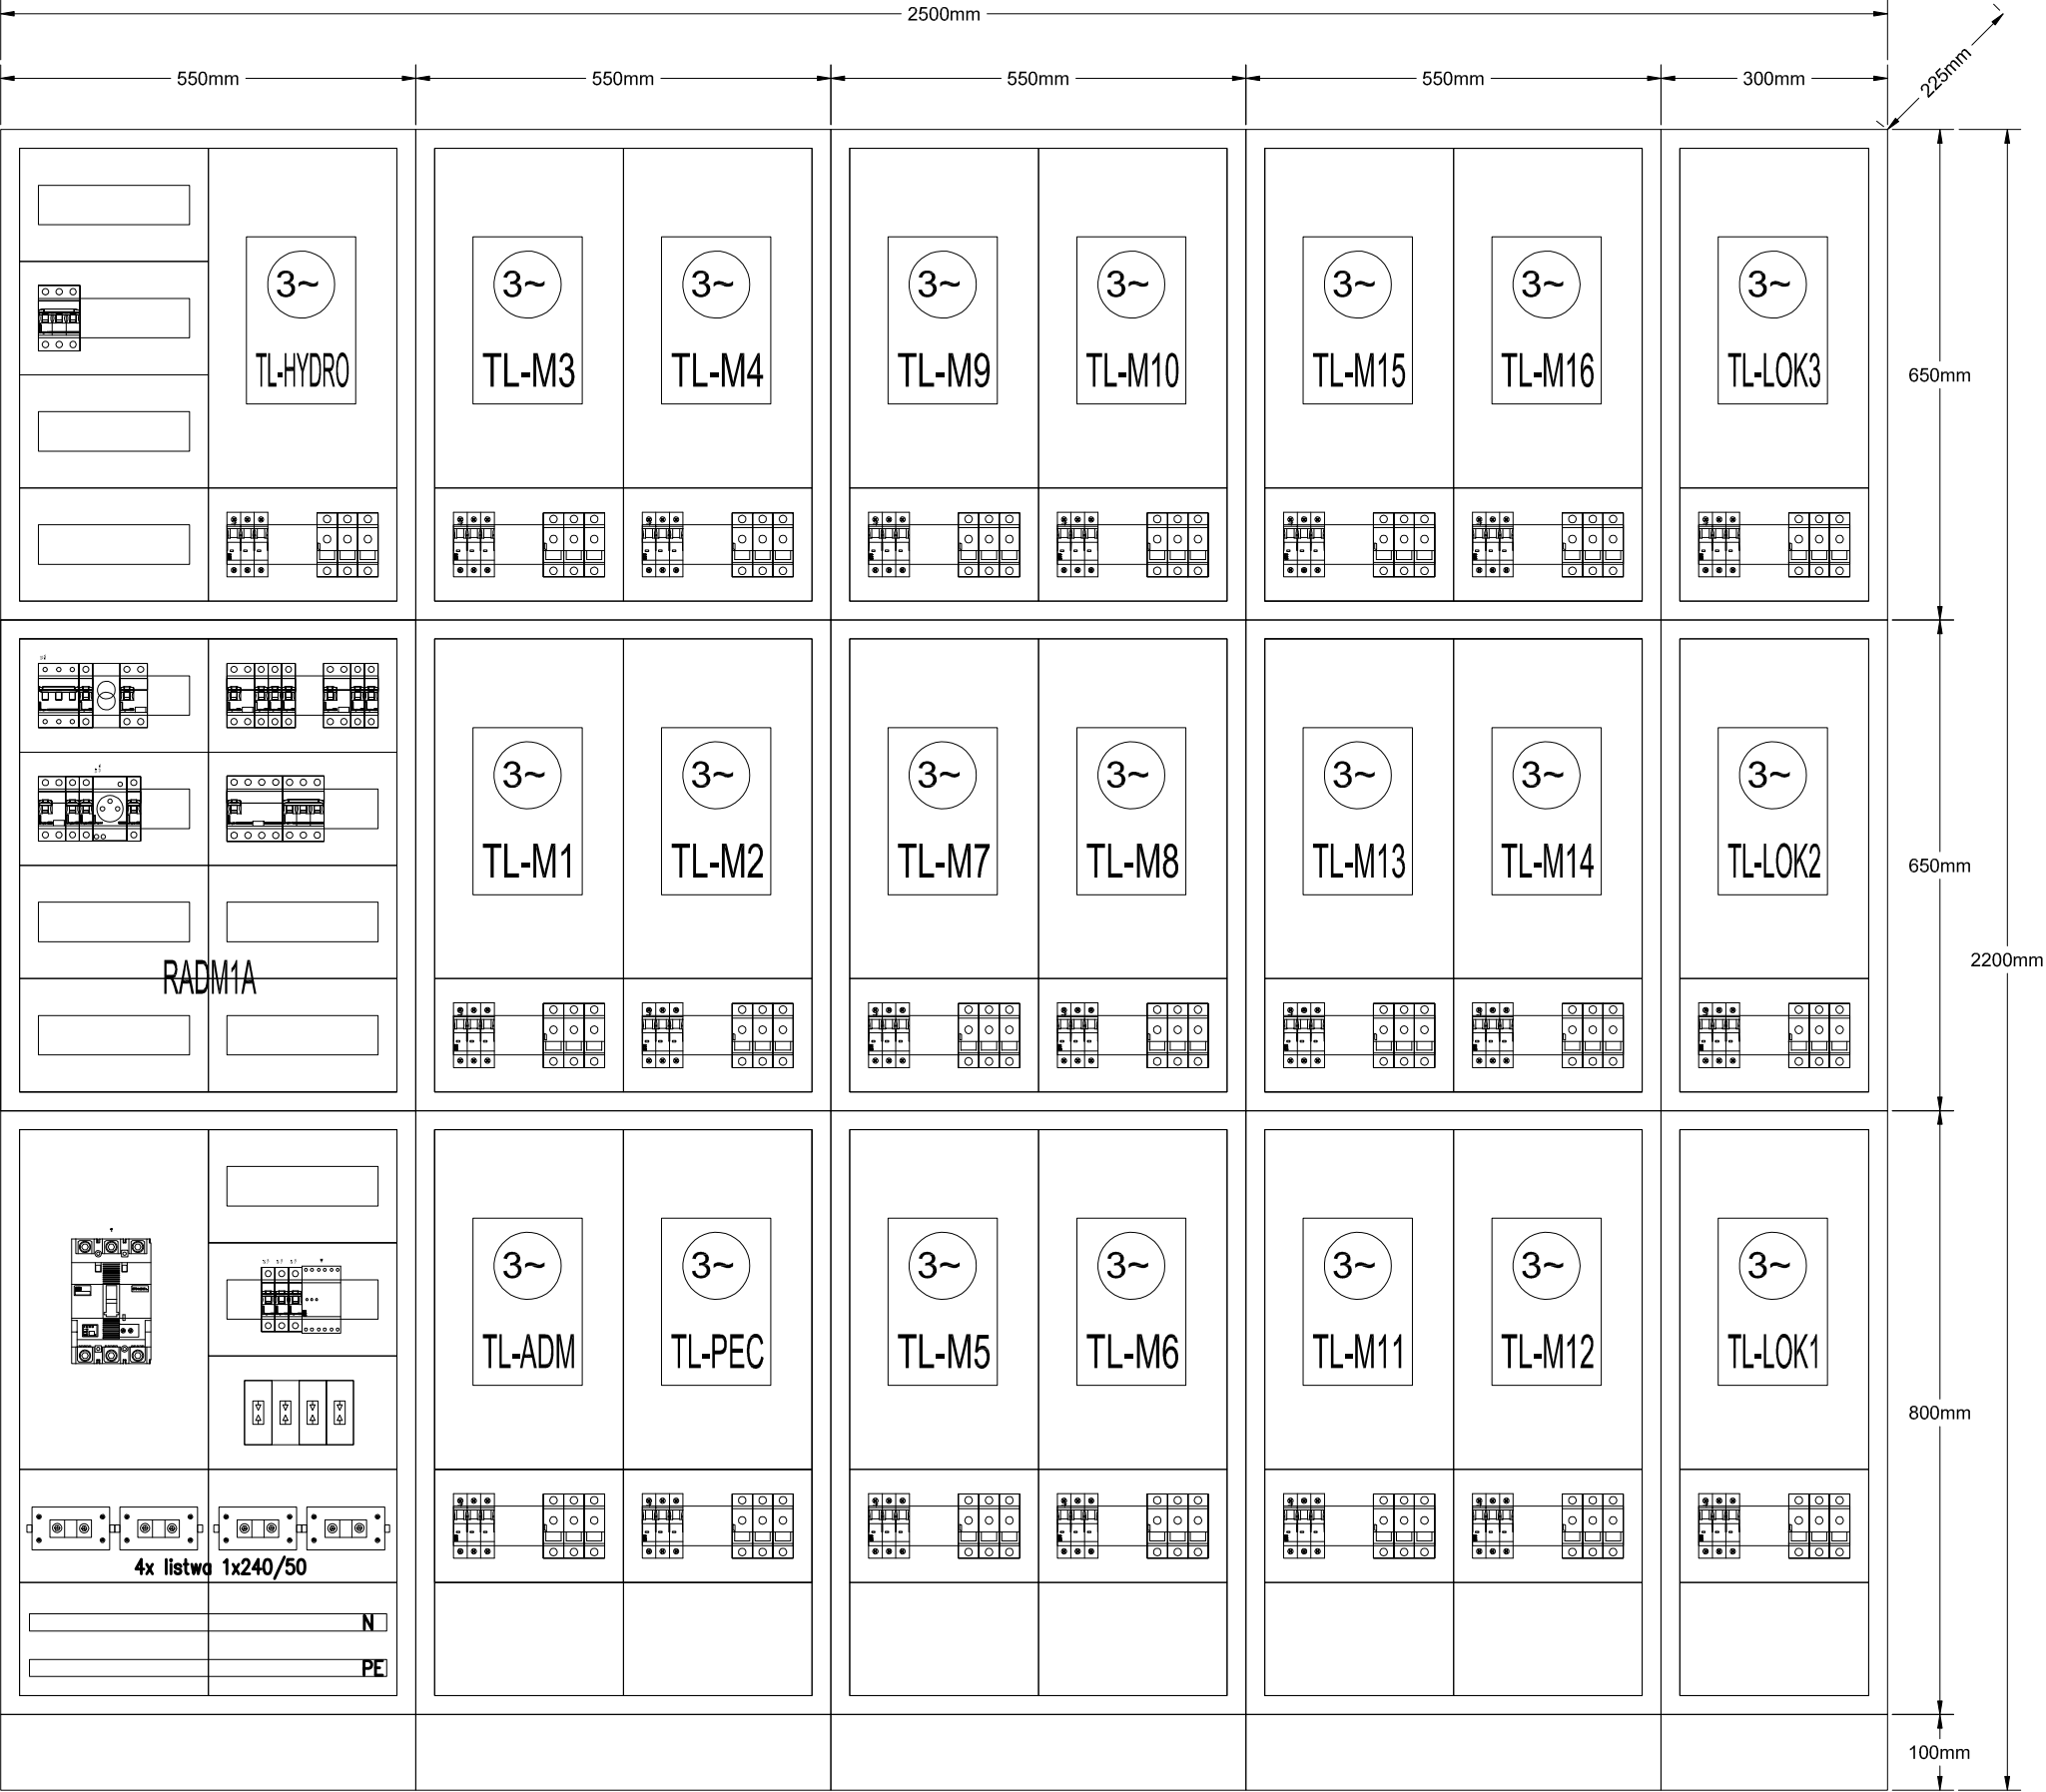 2500mm
225mm
550mm 550mm 550mm 550mm 300mm
3~ 3~ 3~ 3~ 3~ 3~ 3~ 3~
TL-HYDRO TL-M3 TL-M4 TL-M9 TL-M10 TL-M15 TL-M16 TL-LOK3
650mm
3~ 3~ 3~ 3~ 3~ 3~ 3~
TL-M1 TL-M2 TL-M7 TL-M8 TL-M13 TL-M14 TL-LOK2
650mm
2200mm
RADM1A
3~ 3~ 3~ 3~ 3~ 3~ 3~
TL-ADM TL-PEC TL-M5 TL-M6 TL-M11 TL-M12 TL-LOK1
800mm
4x listwa 1x240/50
N
PE
100mm